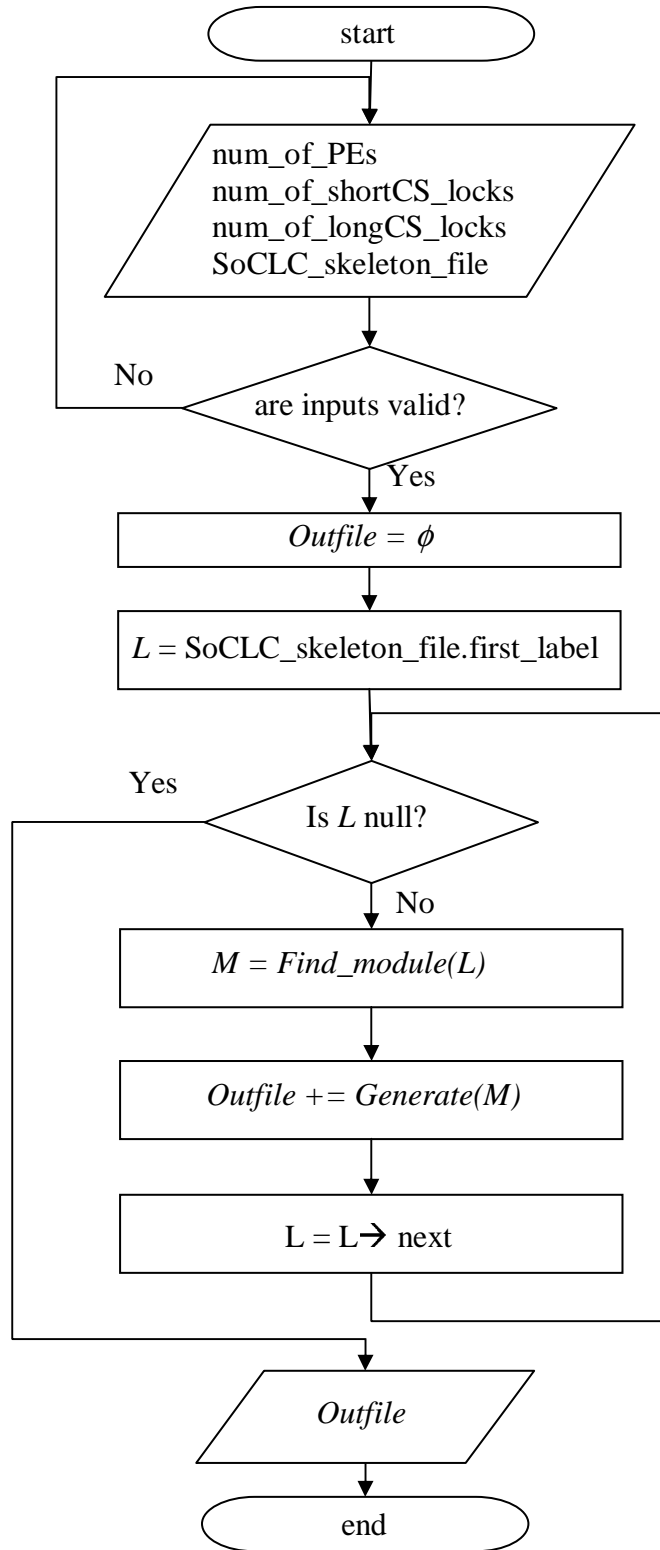 start
num_of_PEs
num_of_shortCS_locks
num_of_longCS_locks
SoCLC_skeleton_file
No
are inputs valid?
Yes
Outfile = ϕ
L = SoCLC_skeleton_file.first_label
Yes
Is L null?
No
M = Find_module(L)
Outfile += Generate(M)
L = L→ next
Outfile
end